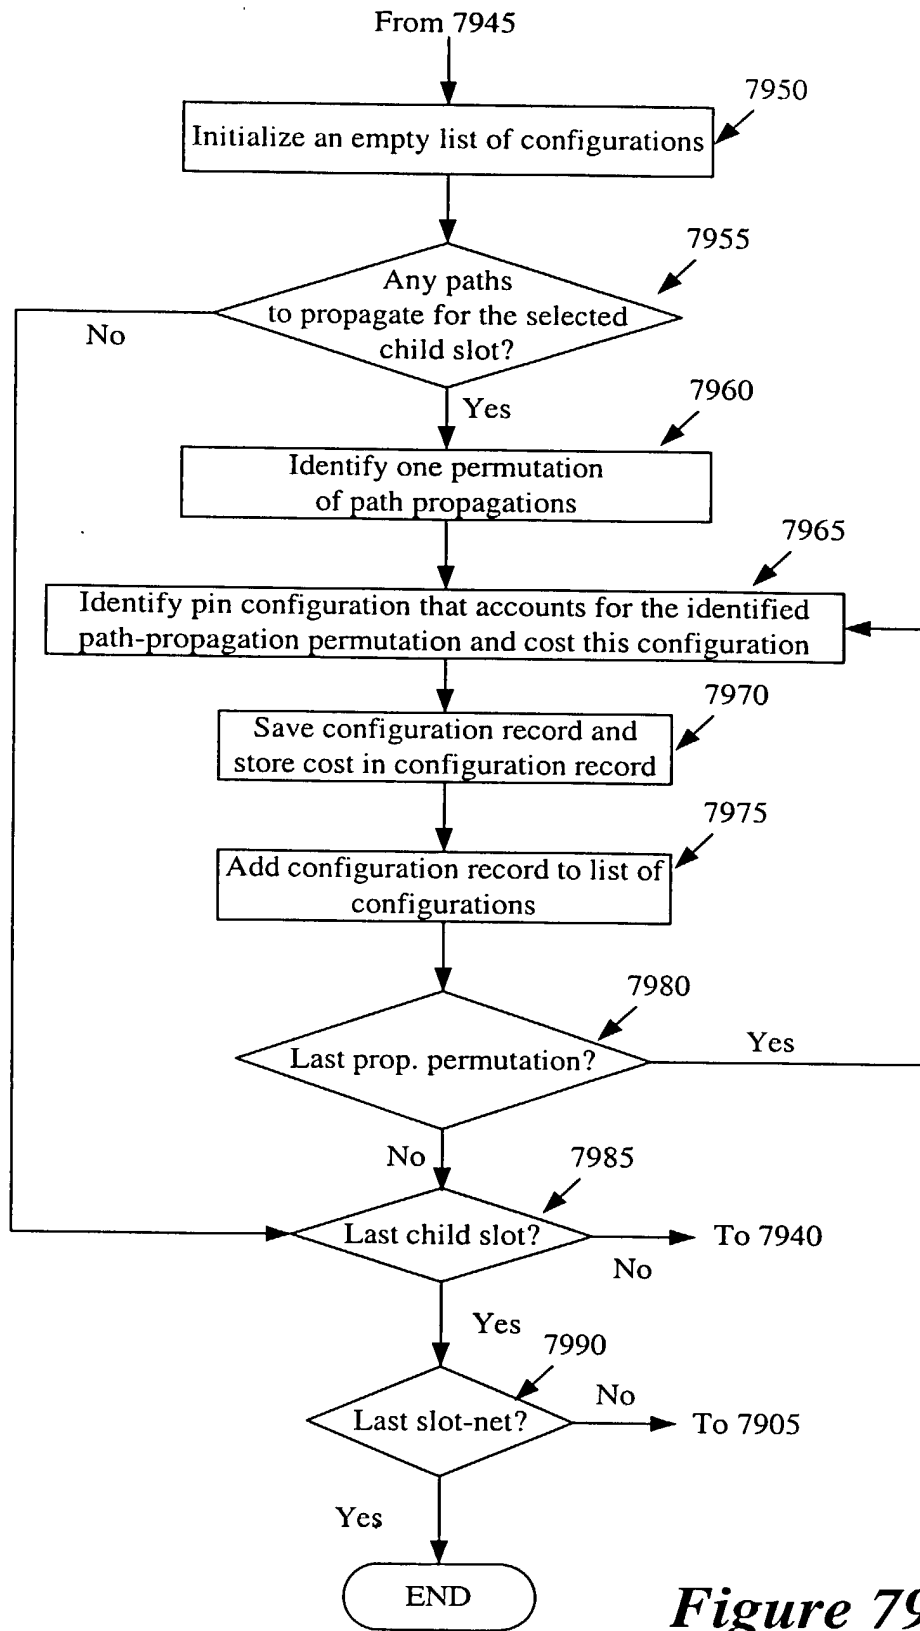 From 7945
7950
Initialize an empty list of configurations
7955
Any paths
to propagate for the selected
child slot?
No
Yes
7960
Identify one permutation
of path propagations
7965
Identify pin configuration that accounts for the identified
path-propagation permutation and cost this configuration
7970
Save configuration record and
store cost in configuration record
7975
Add configuration record to list of
configurations
7980
Last prop. permutation?
Yes
No
7985
Last child slot?
To 7940
No
Yes
7990
No
Last slot-net?
To 7905
Yes
END
Figure 79